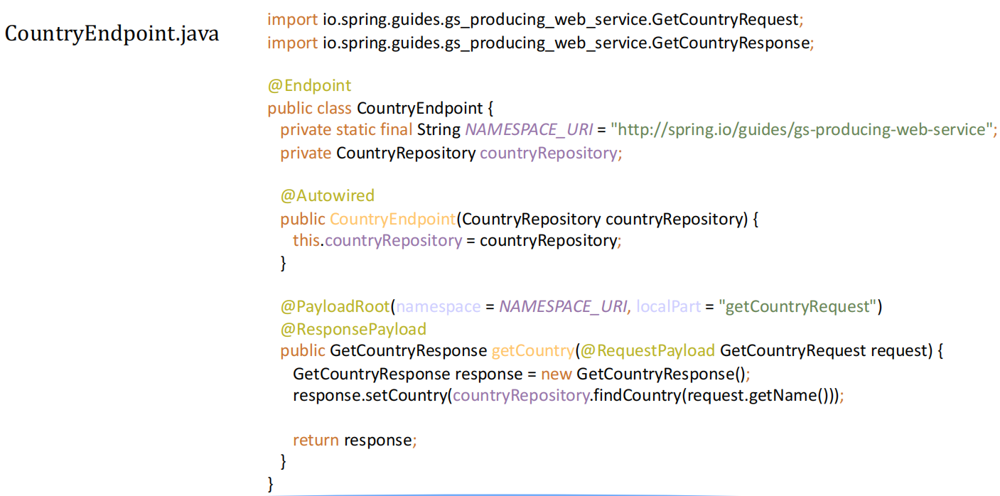 CountryEndpoint.java
import io.spring.guides.gs_producing_web_service.GetCountryRequest;
import io.spring.guides.gs_producing_web_service.GetCountryResponse;
@Endpoint
public class CountryEndpoint {
private static final String NAMESPACE_URI = "http://spring.io/guides/gs-producing-web-service";
private CountryRepository countryRepository;
@Autowired
public CountryEndpoint(CountryRepository countryRepository) {
this.countryRepository = countryRepository;
}
@PayloadRoot(namespace = NAMESPACE_URI, localPart = "getCountryRequest")
@ResponsePayload
public GetCountryResponse getCountry(@RequestPayload GetCountryRequest request) {
GetCountryResponse response = new GetCountryResponse();
response.setCountry(countryRepository.findCountry(request.getName()));
return response;
}
}